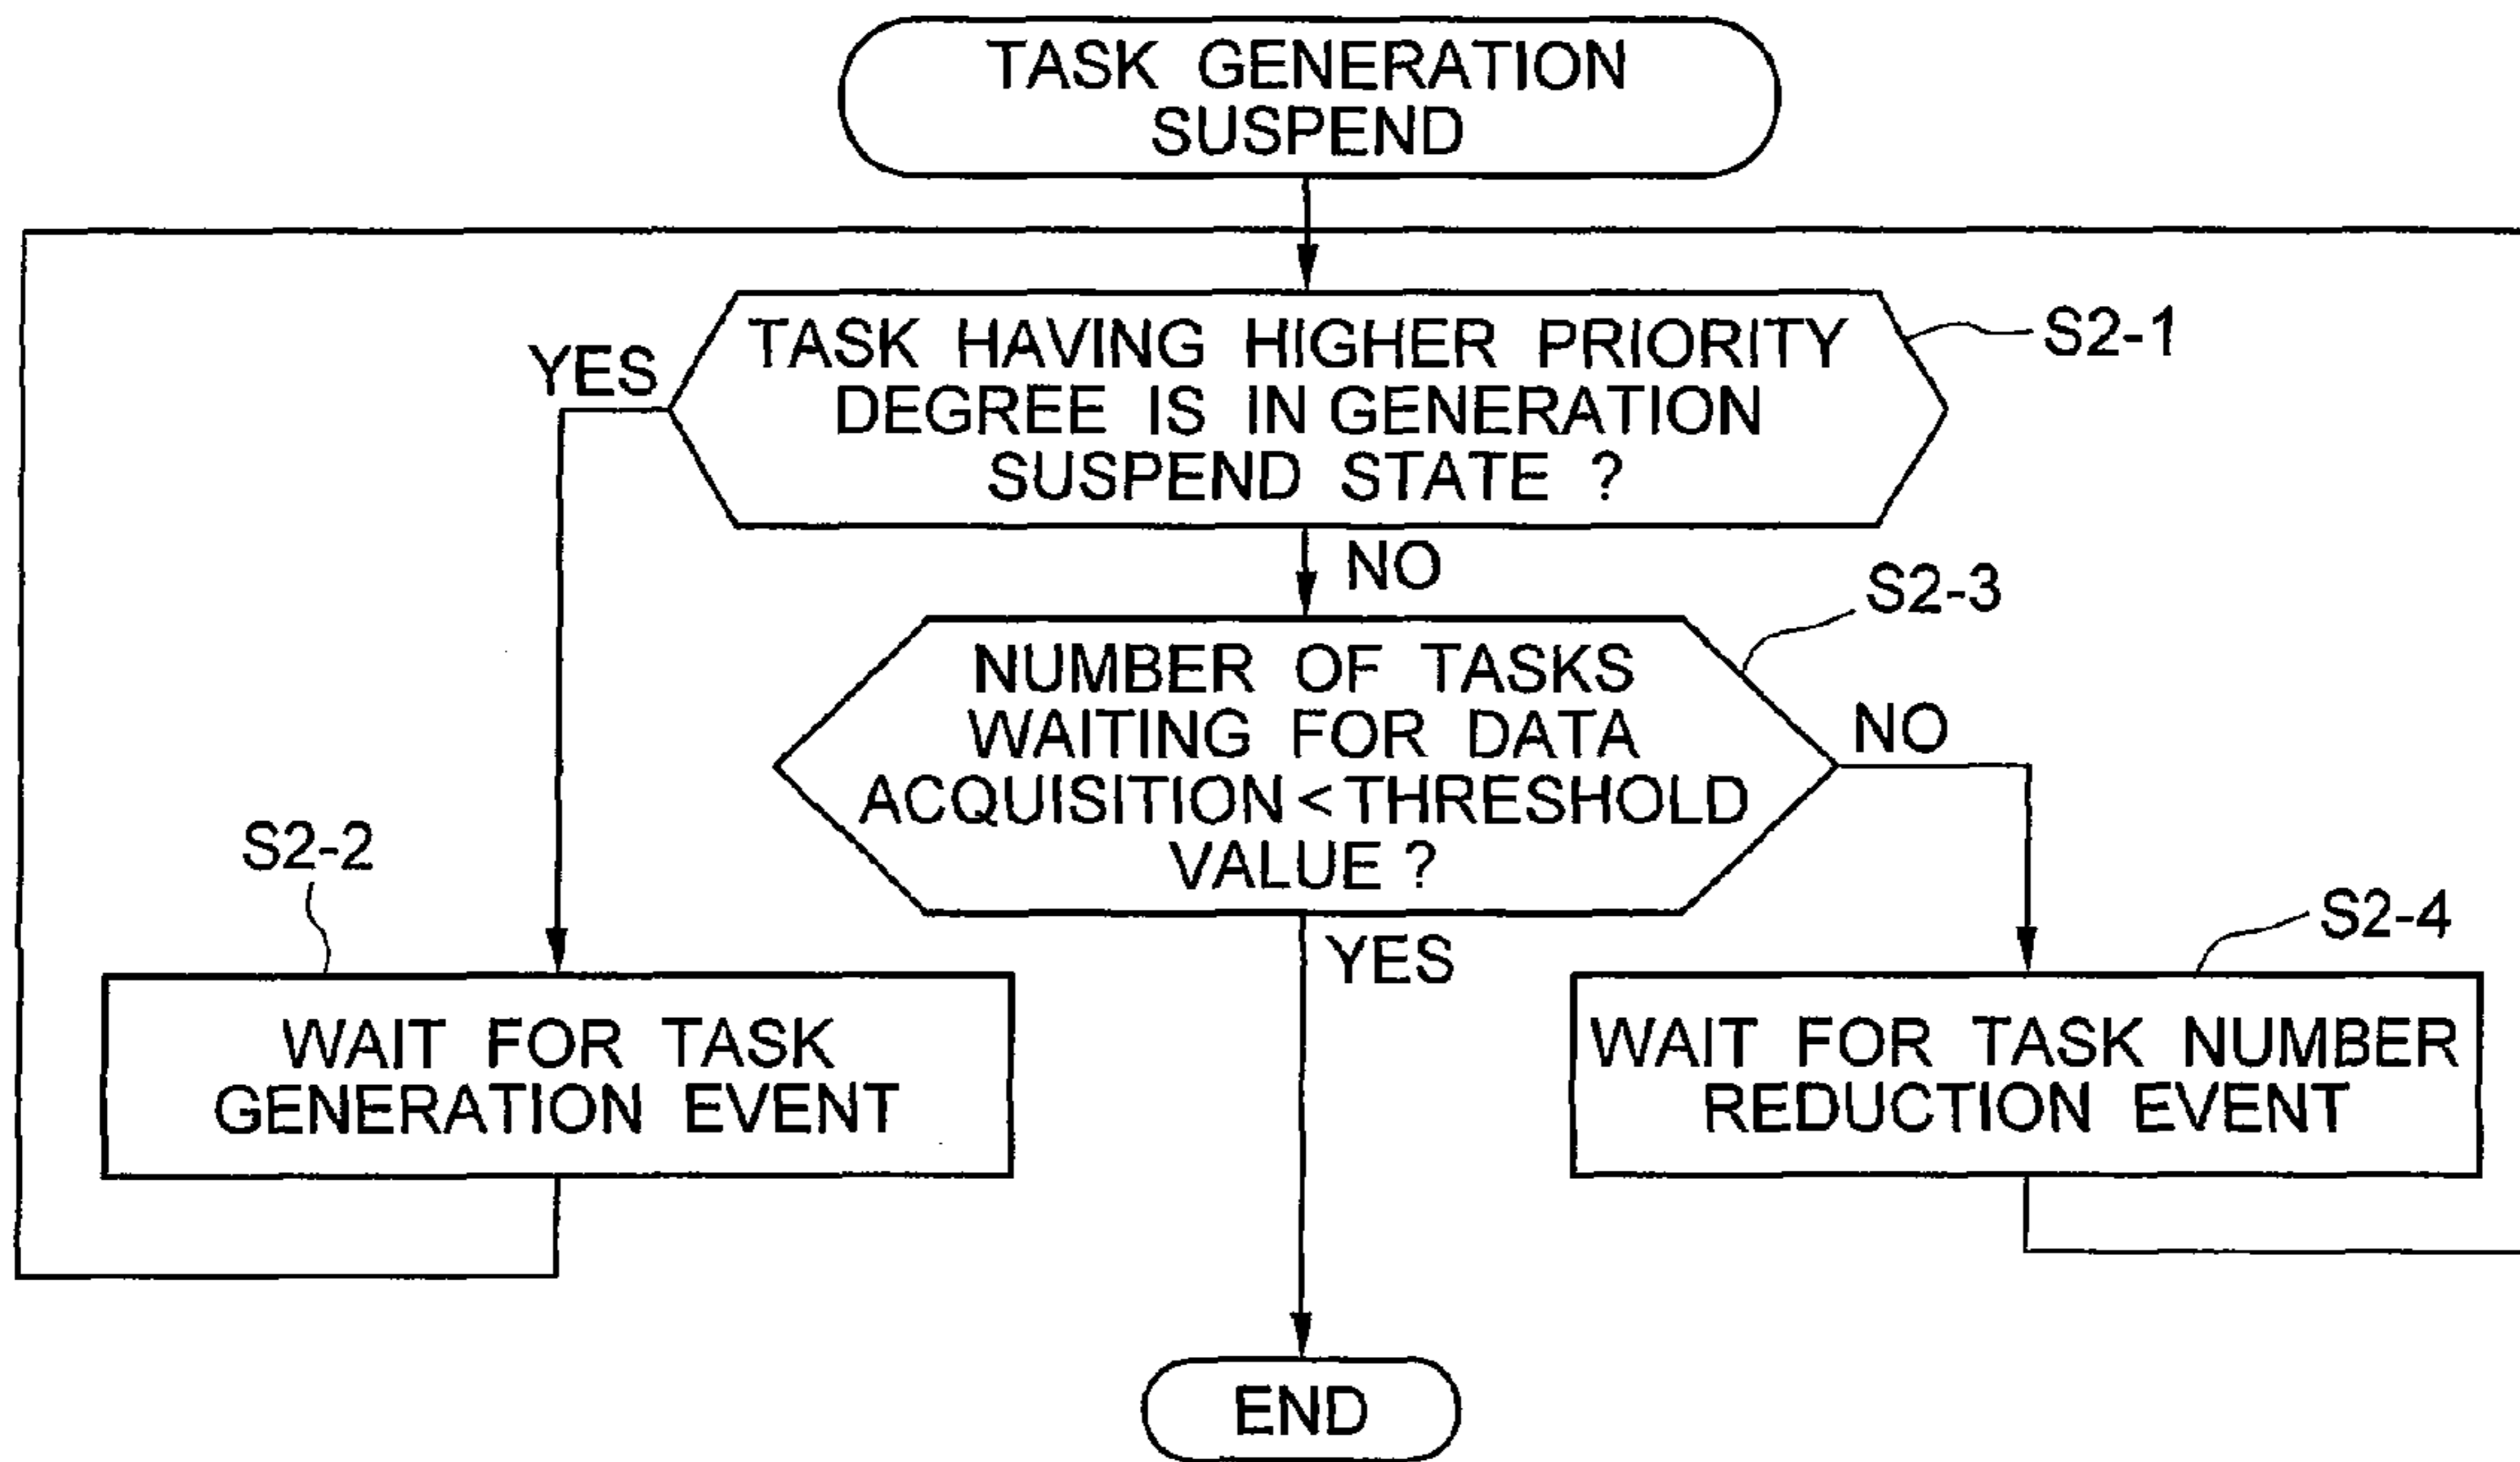 TASK GENERATION
SUSPEND
TASK HAVING HIGHER PRIORITY
DEGREE IS IN GENERATION
SUSPEND STATE ?
S2-1
YES
NO
S2-3
NUMBER OF TASKS
WAITING FOR DATA
ACQUISITION < THRESHOLD
VALUE ?
NO
YES
S2-2
WAIT FOR TASK
GENERATION EVENT
S2-4
WAIT FOR TASK NUMBER
REDUCTION EVENT
END